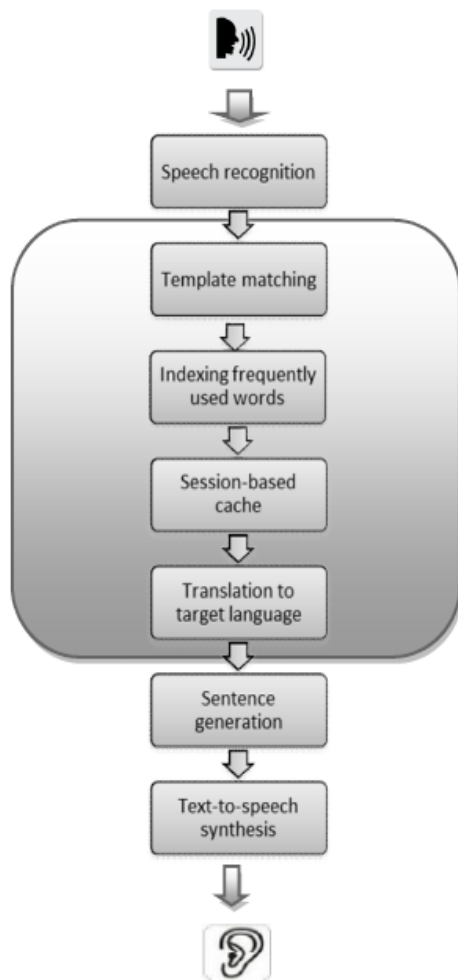 Speech recognition
Template matching
Indexing frequently
used words
Session-based
cache
Translation to
target language
Sentence
generation
Text-to-speech
synthesis